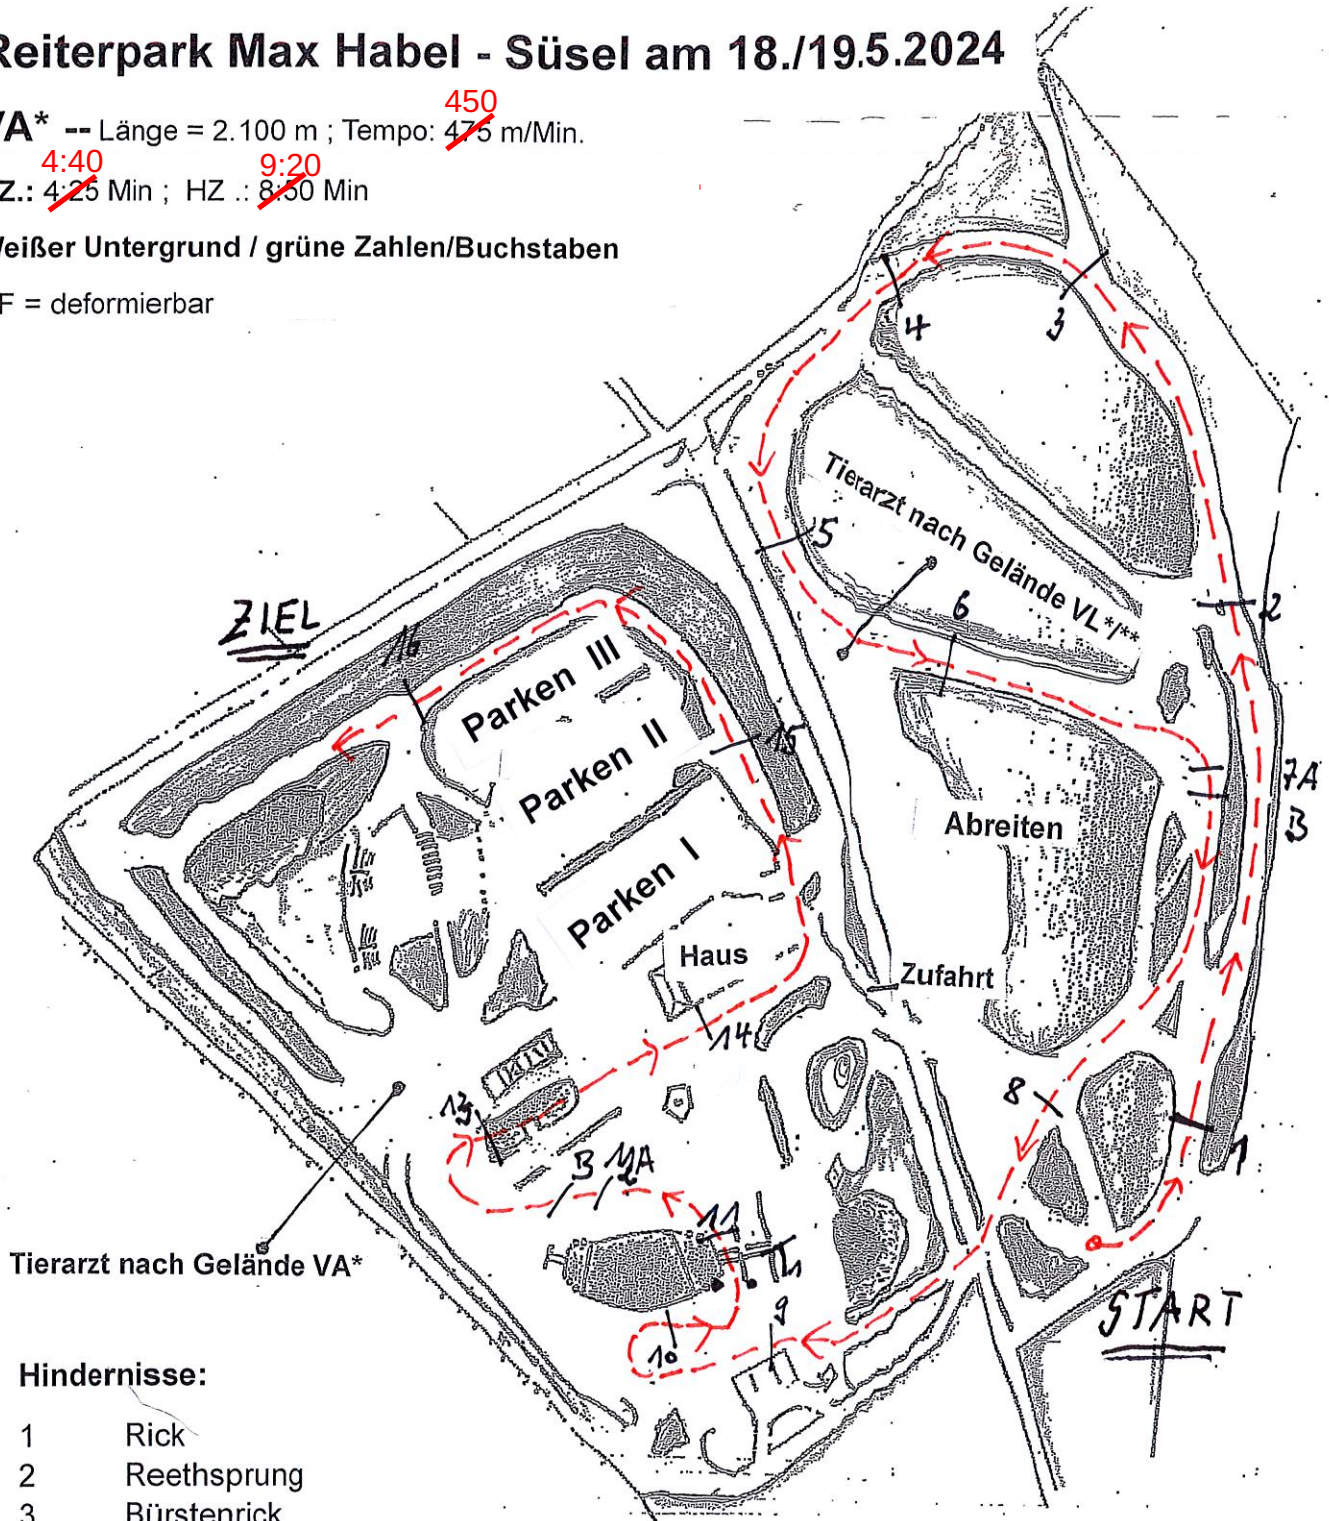 Reiterpark Max Habel - Süsel am 18./19.5.2024
VA* -- Länge = 2.100 m ; Tempo: 475 m/Min.
450
Z.: 4:25 Min ; HZ .: 8:50 Min
4:40
9:20
Weißer Untergrund / grüne Zahlen/Buchstaben
F = deformierbar
4
3
Tierarzt nach Gelände VL*/**
5
6
2
ZIEL
16
Parken III
Parken II
15
7A
B
Abreiten
Parken I
Haus
Zufahrt
14
8
13
B
12A
1
11
9
10
START
Tierarzt nach Gelände VA*
Hindernisse:
1 Rick
2 Reethsprung
3 Bürstenrick